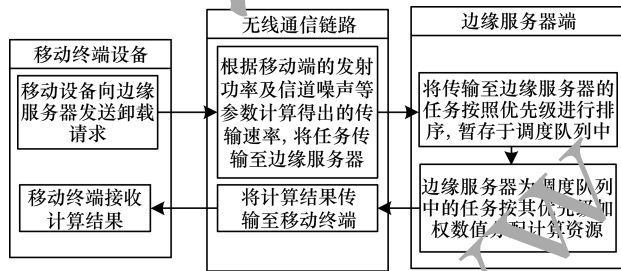 移动终端设备
移动设备向边缘
服务器发送卸载
请求
移动终端接收
计算结果
无线通信链路
根据移动端的发射
功率及信道噪声等
参数计算得出的传
输速率,将任务传
输至边缘服务器
将计算结果传
输至移动终端
边缘服务器端
将传输至边缘服务器的
任务按照优先级进行排
序,暂存于调度队列中
边缘服务器为调度队列
中的任务按其优先级加
权数值分配计算资源